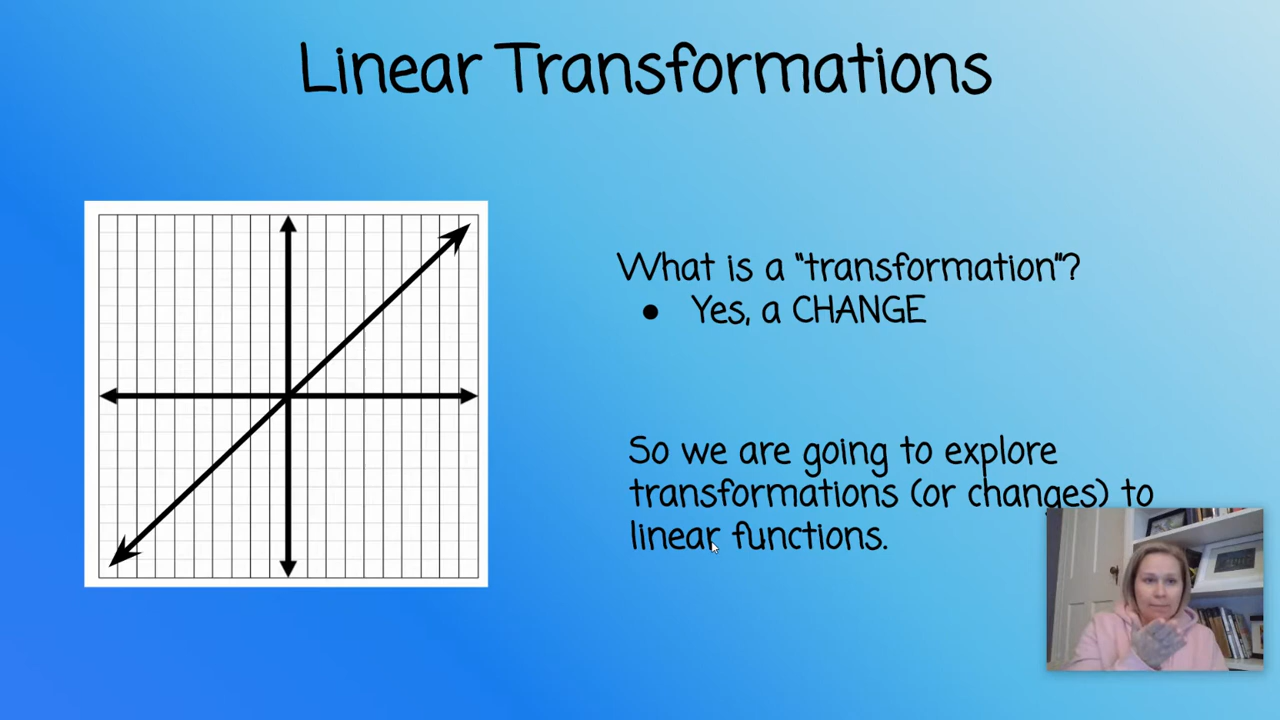 Linear Transformations
What is a "transformation"?
● Yes, a CHANGE
So we are going to explore
transformations (or changes) to
linear functions.